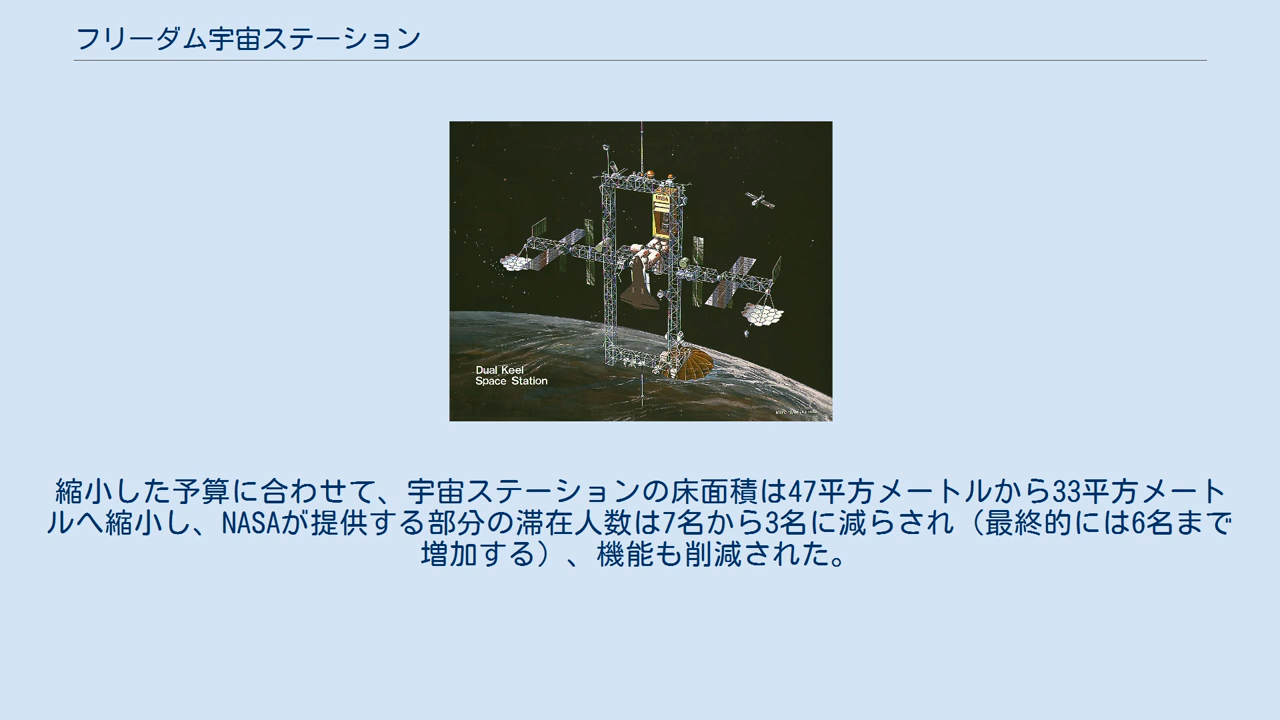 フリーダム宇宙ステーション
NASA
Dual Keel
Space Station
縮小した予算に合わせて、宇宙ステーションの床面積は47平方メートルから33平方メート
ルへ縮小し、NASAが提供する部分の滞在人数は7名から3名に減らされ（最終的には6名まで
増加する）、機能も削減された。